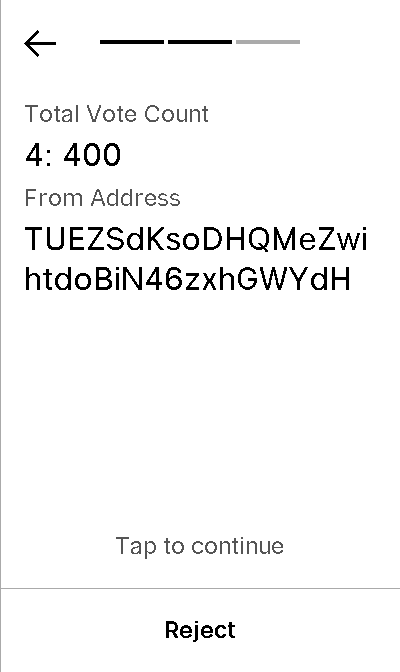 Total Vote Count
4: 400
From Address
TUEZSdKsoDHQMeZwi
htdoBiN46zxhGWYdH
Tap to continue
Reject